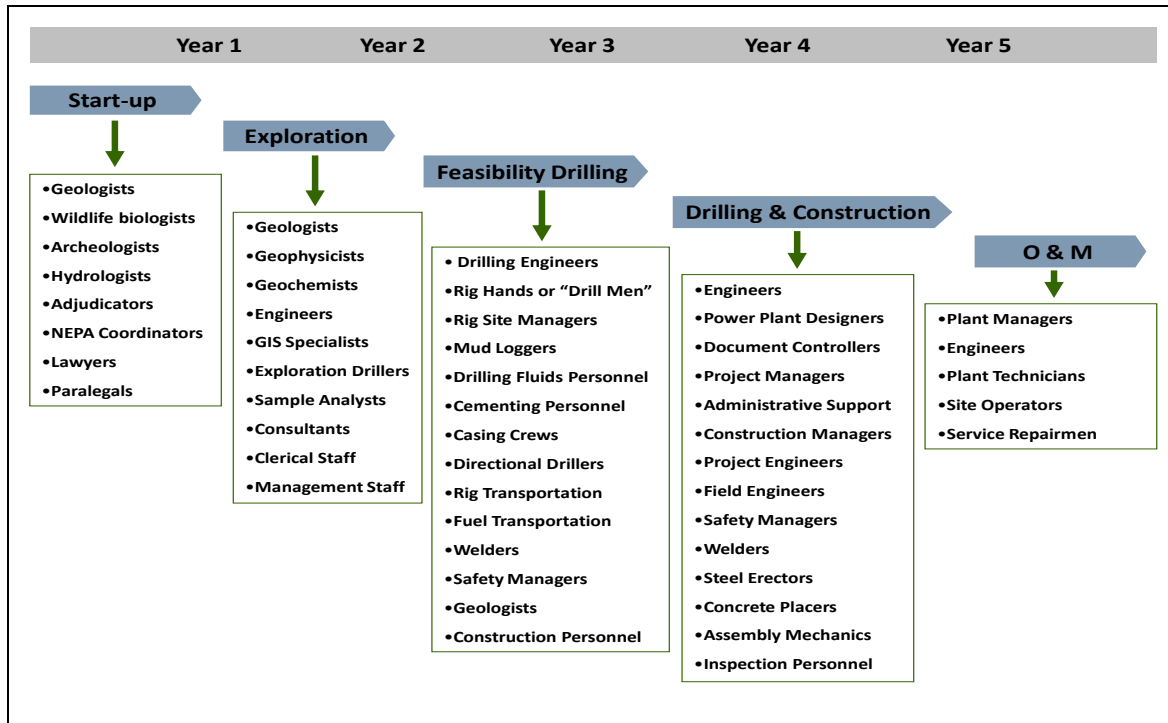 Year 1 Year 2 Year 3 Year 4 Year 5
Start-up
•Geologists
•Wildlife biologists
•Archeologists
•Hydrologists
•Adjudicators
•NEPA Coordinators
•Lawyers
•Paralegals
Exploration
•Geologists
•Geophysicists
•Geochemists
•Engineers
•GIS Specialists
•Exploration Drillers
•Sample Analysts
•Consultants
•Clerical Staff
•Management Staff
Feasibility Drilling
• Drilling Engineers
•Rig Hands or “Drill Men”
•Rig Site Managers
•Mud Loggers
•Drilling Fluids Personnel
•Cementing Personnel
•Casing Crews
•Directional Drillers
•Rig Transportation
•Fuel Transportation
•Welders
•Safety Managers
•Geologists
•Construction Personnel
Drilling & Construction
•Engineers
•Power Plant Designers
•Document Controllers
•Project Managers
•Administrative Support
•Construction Managers
•Project Engineers
•Field Engineers
•Safety Managers
•Welders
•Steel Erectors
•Concrete Placers
•Assembly Mechanics
•Inspection Personnel
O & M
•Plant Managers
•Engineers
•Plant Technicians
•Site Operators
•Service Repairmen